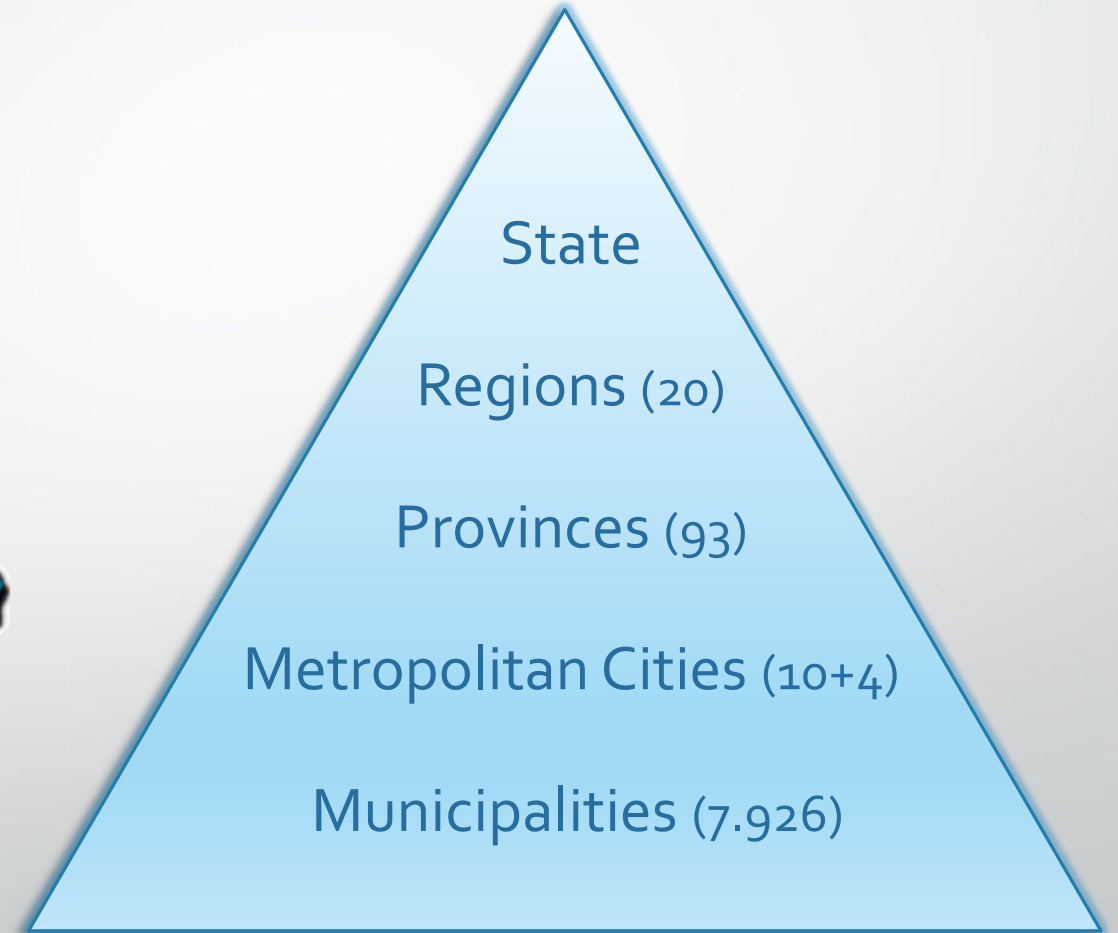 State
Regions (20)
Provinces (93)
Metropolitan Cities (10+4)
Municipalities (7.926)